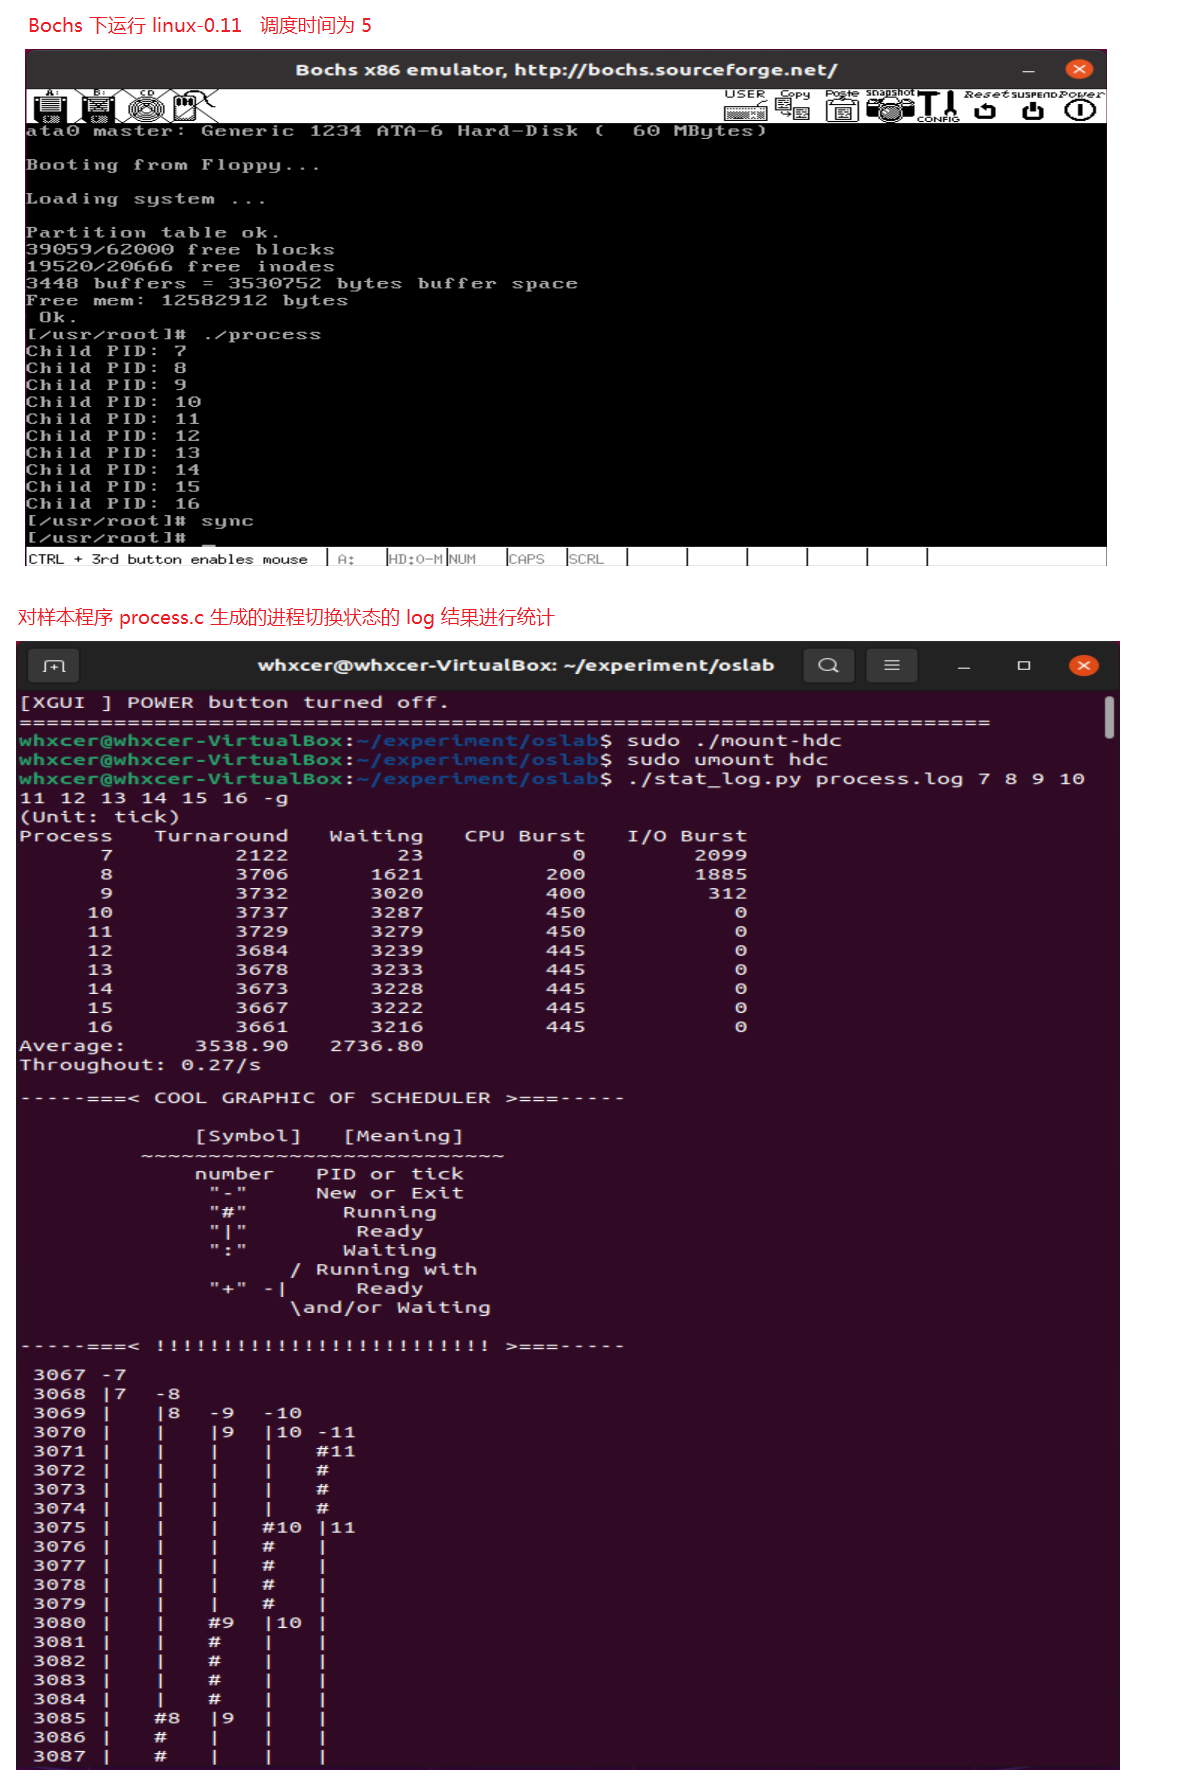 Bochs 下运行 linux-0.11 调度时间为 5
Bochs x86 emulator, http://bochs.sourceforge.net/
A: B: CD USER Copy Paste snapshot CONFIG Reset SUSPEND Power
ata0 master: Generic 1234 ATA-6 Hard-Disk (  60 MBytes)
Booting from Floppy...
Loading system ...
Partition table ok.
39059/62000 free blocks
19520/20666 free inodes
3448 buffers = 3530752 bytes buffer space
Free mem: 12582912 bytes
 Ok.
[/usr/root]# ./process
Child PID: 7
Child PID: 8
Child PID: 9
Child PID: 10
Child PID: 11
Child PID: 12
Child PID: 13
Child PID: 14
Child PID: 15
Child PID: 16
[/usr/root]# sync
[/usr/root]# _
CTRL + 3rd button enables mouse A: HD:0-M NUM CAPS SCRL
对样本程序 process.c 生成的进程切换状态的 log 结果进行统计
whxcer@whxcer-VirtualBox: ~/experiment/oslab
[XGUI ] POWER button turned off.
========================================================================
whxcer@whxcer-VirtualBox:~/experiment/oslab$ sudo ./mount-hdc
whxcer@whxcer-VirtualBox:~/experiment/oslab$ sudo umount hdc
whxcer@whxcer-VirtualBox:~/experiment/oslab$ ./stat_log.py process.log 7 8 9 10
11 12 13 14 15 16 -g
(Unit: tick)
Process   Turnaround   Waiting   CPU Burst   I/O Burst
      7         2122        23           0        2099
      8         3706      1621         200        1885
      9         3732      3020         400         312
     10         3737      3287         450           0
     11         3729      3279         450           0
     12         3684      3239         445           0
     13         3678      3233         445           0
     14         3673      3228         445           0
     15         3667      3222         445           0
     16         3661      3216         445           0
Average:     3538.90   2736.80
Throughout: 0.27/s
-----===< COOL GRAPHIC OF SCHEDULER >===-----
             [Symbol]   [Meaning]
         ~~~~~~~~~~~~~~~~~~~~~~~~~~~
             number   PID or tick
              "-"     New or Exit
              "#"       Running
              "|"        Ready
              ":"       Waiting
                    / Running with
              "+" -|     Ready
                    \and/or Waiting
-----===< !!!!!!!!!!!!!!!!!!!!!!!!! >===-----
 3067 -7
 3068 |7  -8
 3069 |   |8  -9  -10
 3070 |   |   |9  |10 -11
 3071 |   |   |   |   #11
 3072 |   |   |   |   #
 3073 |   |   |   |   #
 3074 |   |   |   |   #
 3075 |   |   |   #10 |11
 3076 |   |   |   #   |
 3077 |   |   |   #   |
 3078 |   |   |   #   |
 3079 |   |   |   #   |
 3080 |   |   #9  |10 |
 3081 |   |   #   |   |
 3082 |   |   #   |   |
 3083 |   |   #   |   |
 3084 |   |   #   |   |
 3085 |   #8  |9  |   |
 3086 |   #   |   |   |
 3087 |   #   |   |   |